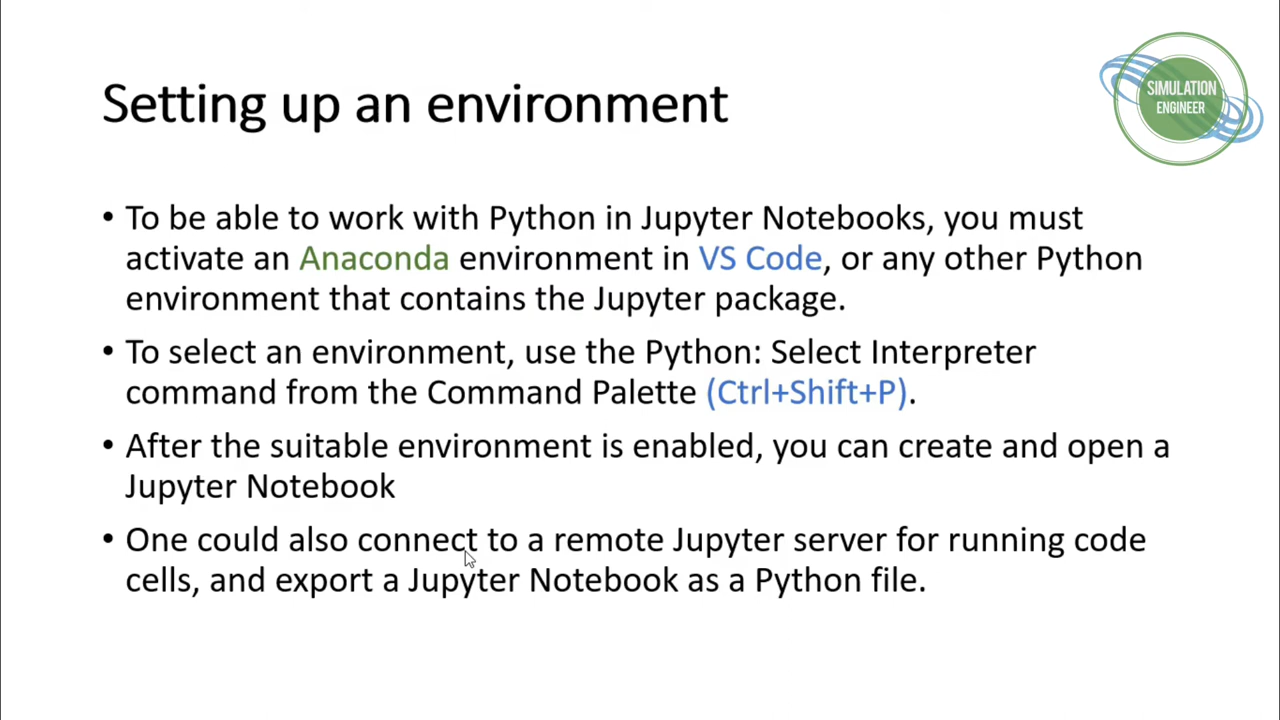 Setting up an environment
SIMULATION
ENGINEER
• To be able to work with Python in Jupyter Notebooks, you must
activate an Anaconda environment in VS Code, or any other Python
environment that contains the Jupyter package.
• To select an environment, use the Python: Select Interpreter
command from the Command Palette (Ctrl+Shift+P).
• After the suitable environment is enabled, you can create and open a
Jupyter Notebook
• One could also connect to a remote Jupyter server for running code
cells, and export a Jupyter Notebook as a Python file.